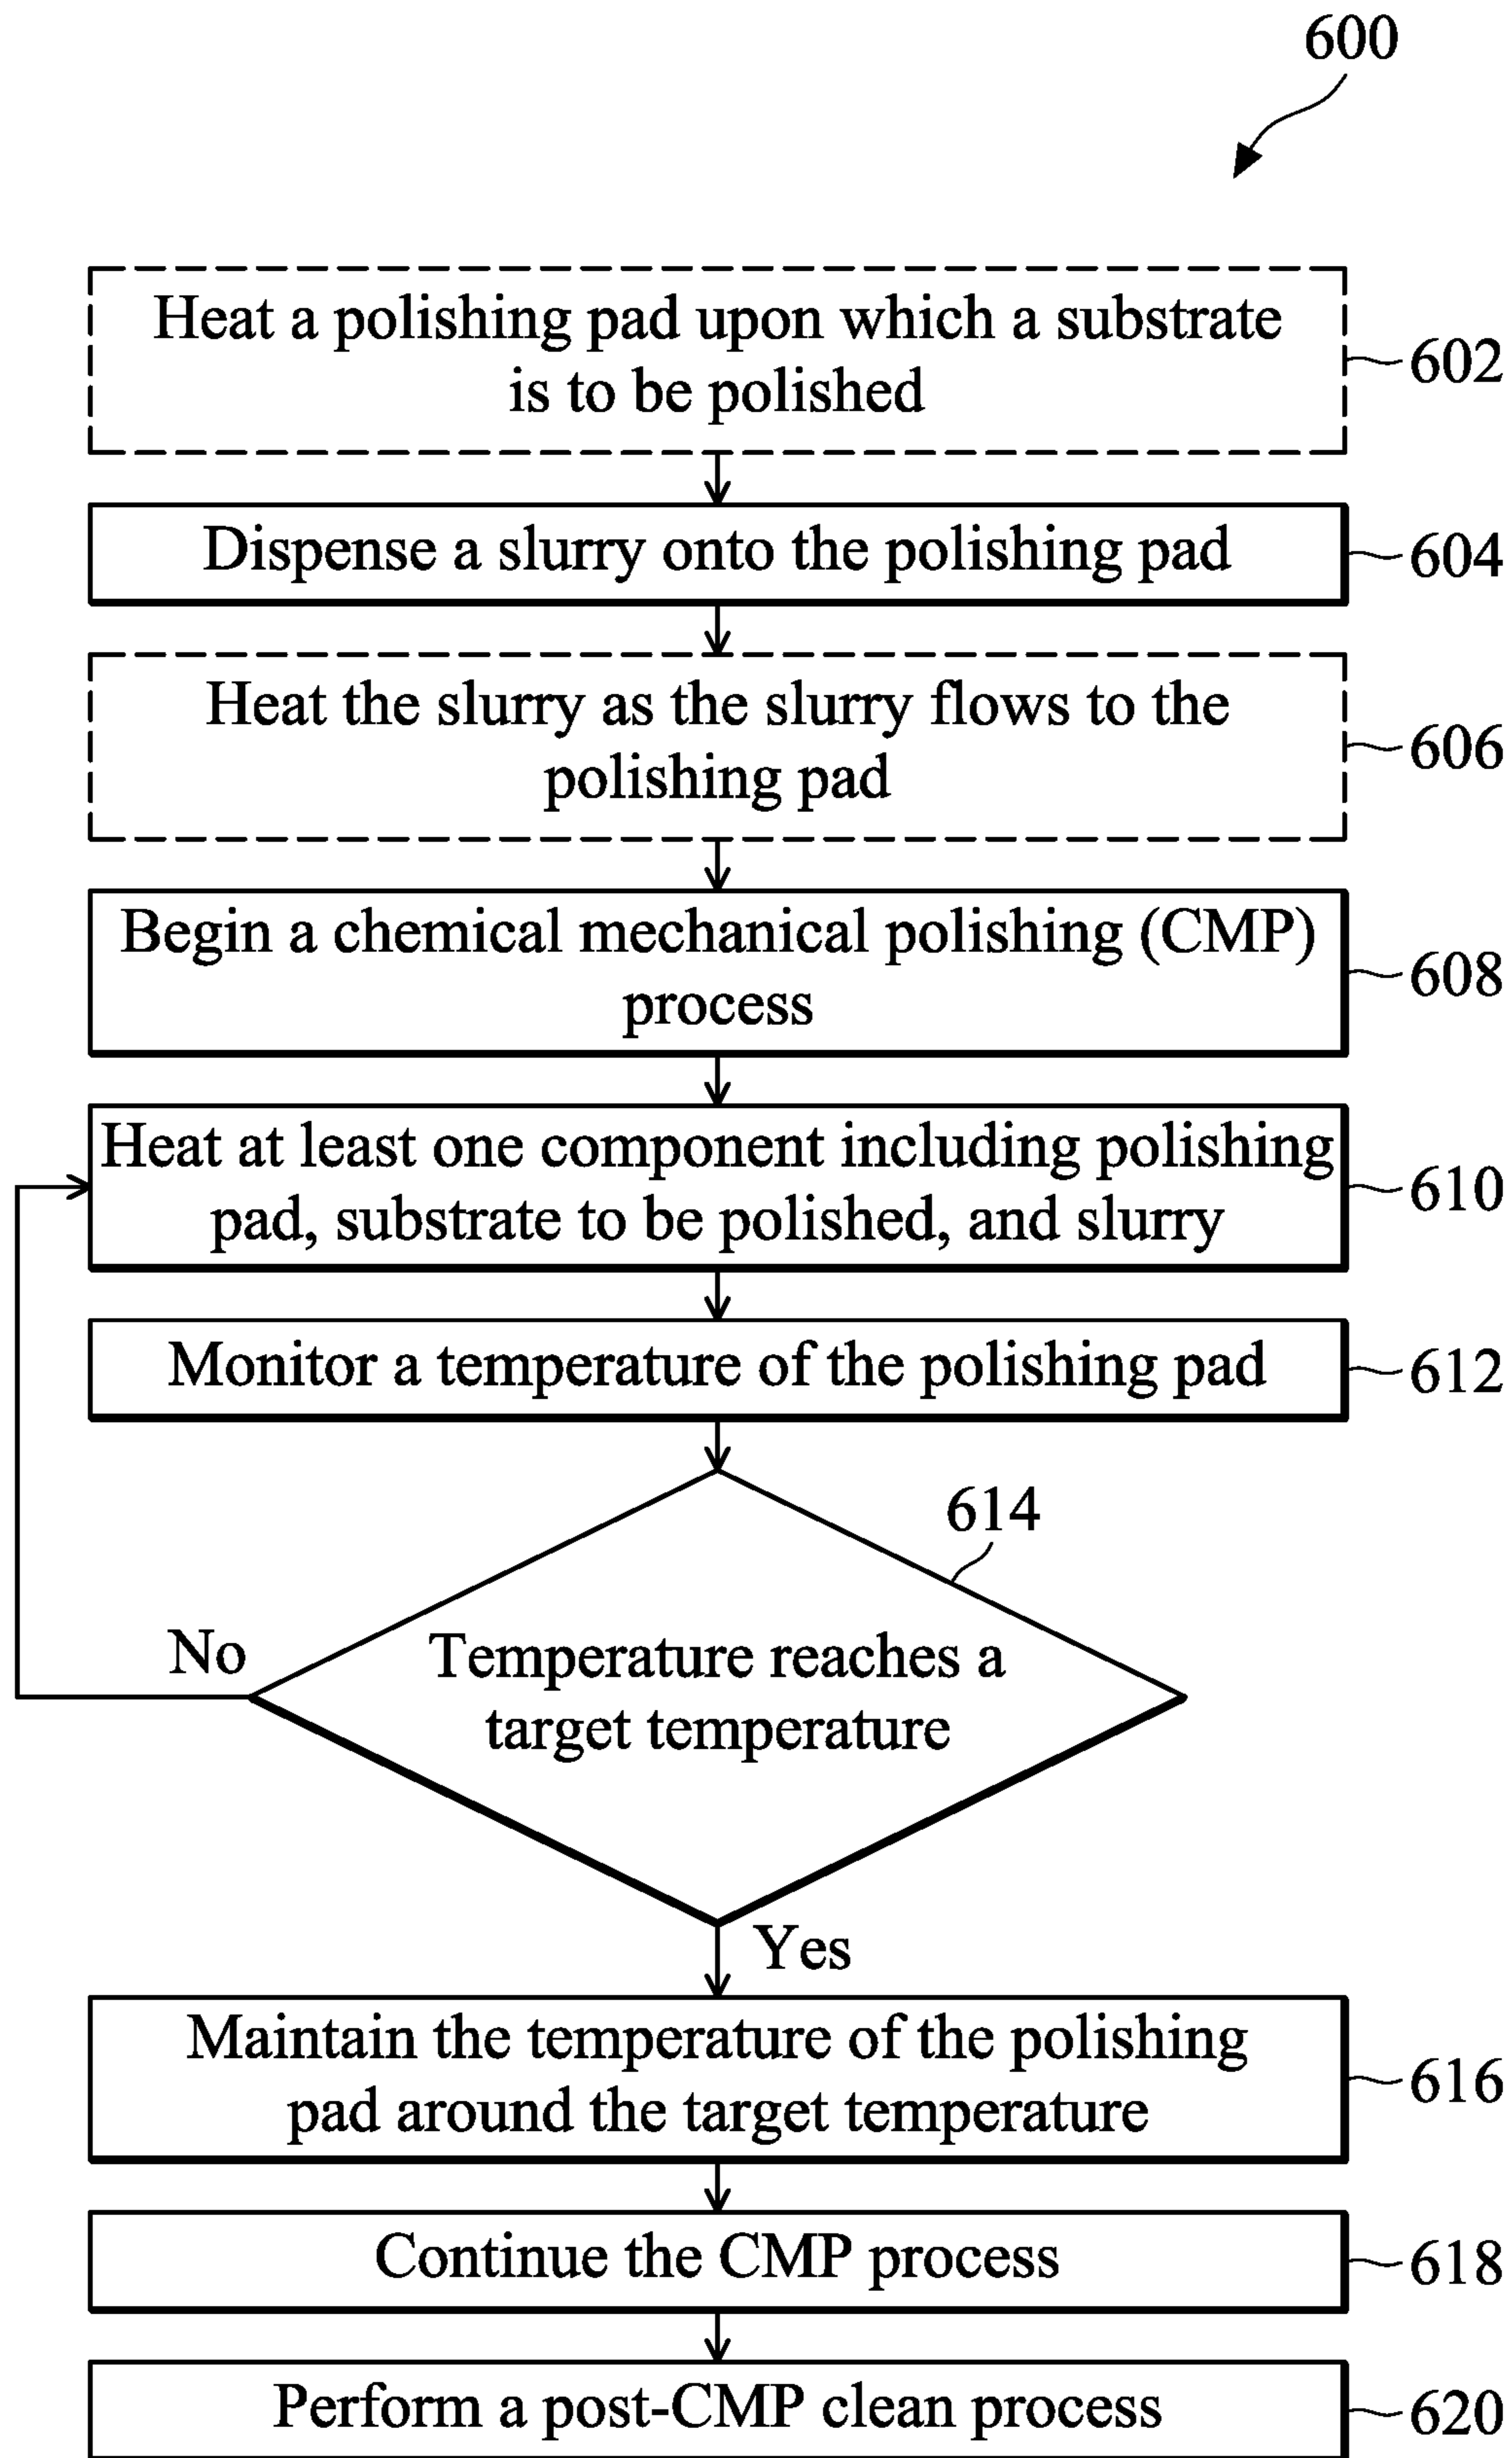 600
Heat a polishing pad upon which a substrate
is to be polished
602
Dispense a slurry onto the polishing pad
604
Heat the slurry as the slurry flows to the
polishing pad
606
Begin a chemical mechanical polishing (CMP)
process
608
Heat at least one component including polishing
pad, substrate to be polished, and slurry
610
Monitor a temperature of the polishing pad
612
614
No
Temperature reaches a
target temperature
Yes
Maintain the temperature of the polishing
pad around the target temperature
616
Continue the CMP process
618
Perform a post-CMP clean process
620